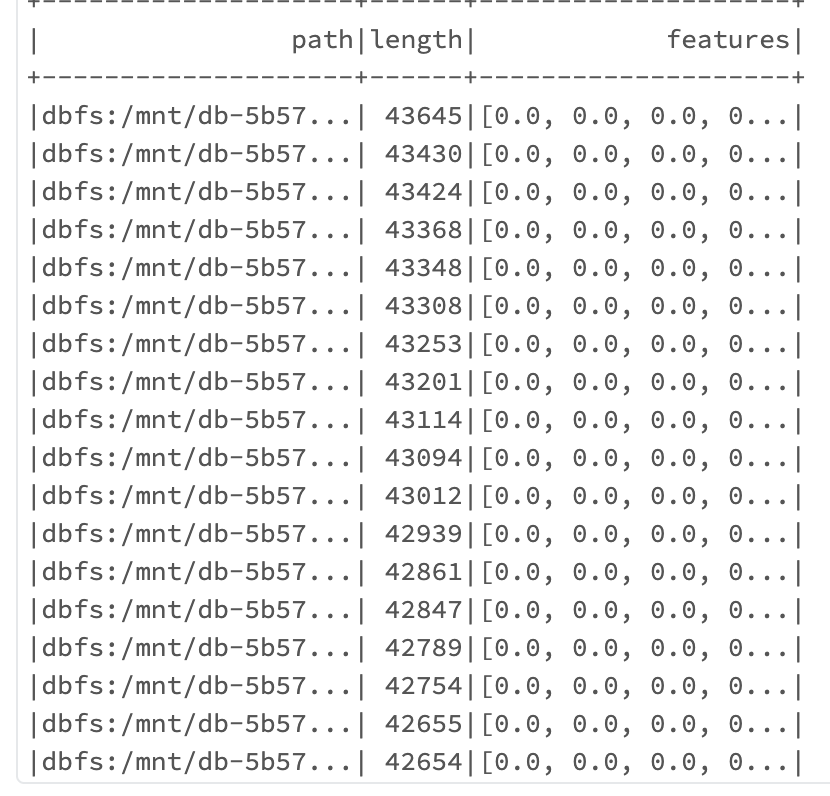 +--------------------+------+--------------------+
|                path|length|            features|
+--------------------+------+--------------------+
|dbfs:/mnt/db-5b57...| 43645|[0.0, 0.0, 0.0, 0...|
|dbfs:/mnt/db-5b57...| 43430|[0.0, 0.0, 0.0, 0...|
|dbfs:/mnt/db-5b57...| 43424|[0.0, 0.0, 0.0, 0...|
|dbfs:/mnt/db-5b57...| 43368|[0.0, 0.0, 0.0, 0...|
|dbfs:/mnt/db-5b57...| 43348|[0.0, 0.0, 0.0, 0...|
|dbfs:/mnt/db-5b57...| 43308|[0.0, 0.0, 0.0, 0...|
|dbfs:/mnt/db-5b57...| 43253|[0.0, 0.0, 0.0, 0...|
|dbfs:/mnt/db-5b57...| 43201|[0.0, 0.0, 0.0, 0...|
|dbfs:/mnt/db-5b57...| 43114|[0.0, 0.0, 0.0, 0...|
|dbfs:/mnt/db-5b57...| 43094|[0.0, 0.0, 0.0, 0...|
|dbfs:/mnt/db-5b57...| 43012|[0.0, 0.0, 0.0, 0...|
|dbfs:/mnt/db-5b57...| 42939|[0.0, 0.0, 0.0, 0...|
|dbfs:/mnt/db-5b57...| 42861|[0.0, 0.0, 0.0, 0...|
|dbfs:/mnt/db-5b57...| 42847|[0.0, 0.0, 0.0, 0...|
|dbfs:/mnt/db-5b57...| 42789|[0.0, 0.0, 0.0, 0...|
|dbfs:/mnt/db-5b57...| 42754|[0.0, 0.0, 0.0, 0...|
|dbfs:/mnt/db-5b57...| 42655|[0.0, 0.0, 0.0, 0...|
|dbfs:/mnt/db-5b57...| 42654|[0.0, 0.0, 0.0, 0...|